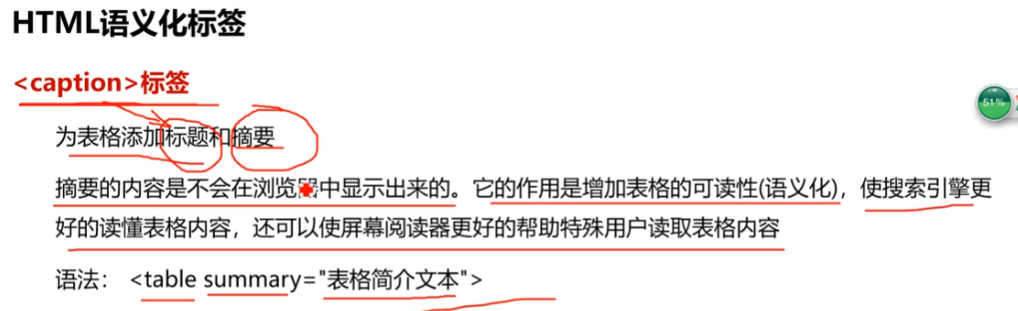 HTML语义化标签
<caption>标签
为表格添加标题和摘要
摘要的内容是不会在浏览器中显示出来的。它的作用是增加表格的可读性(语义化)，使搜索引擎更
好的读懂表格内容，还可以使屏幕阅读器更好的帮助特殊用户读取表格内容
语法： <table summary="表格简介文本">
51%